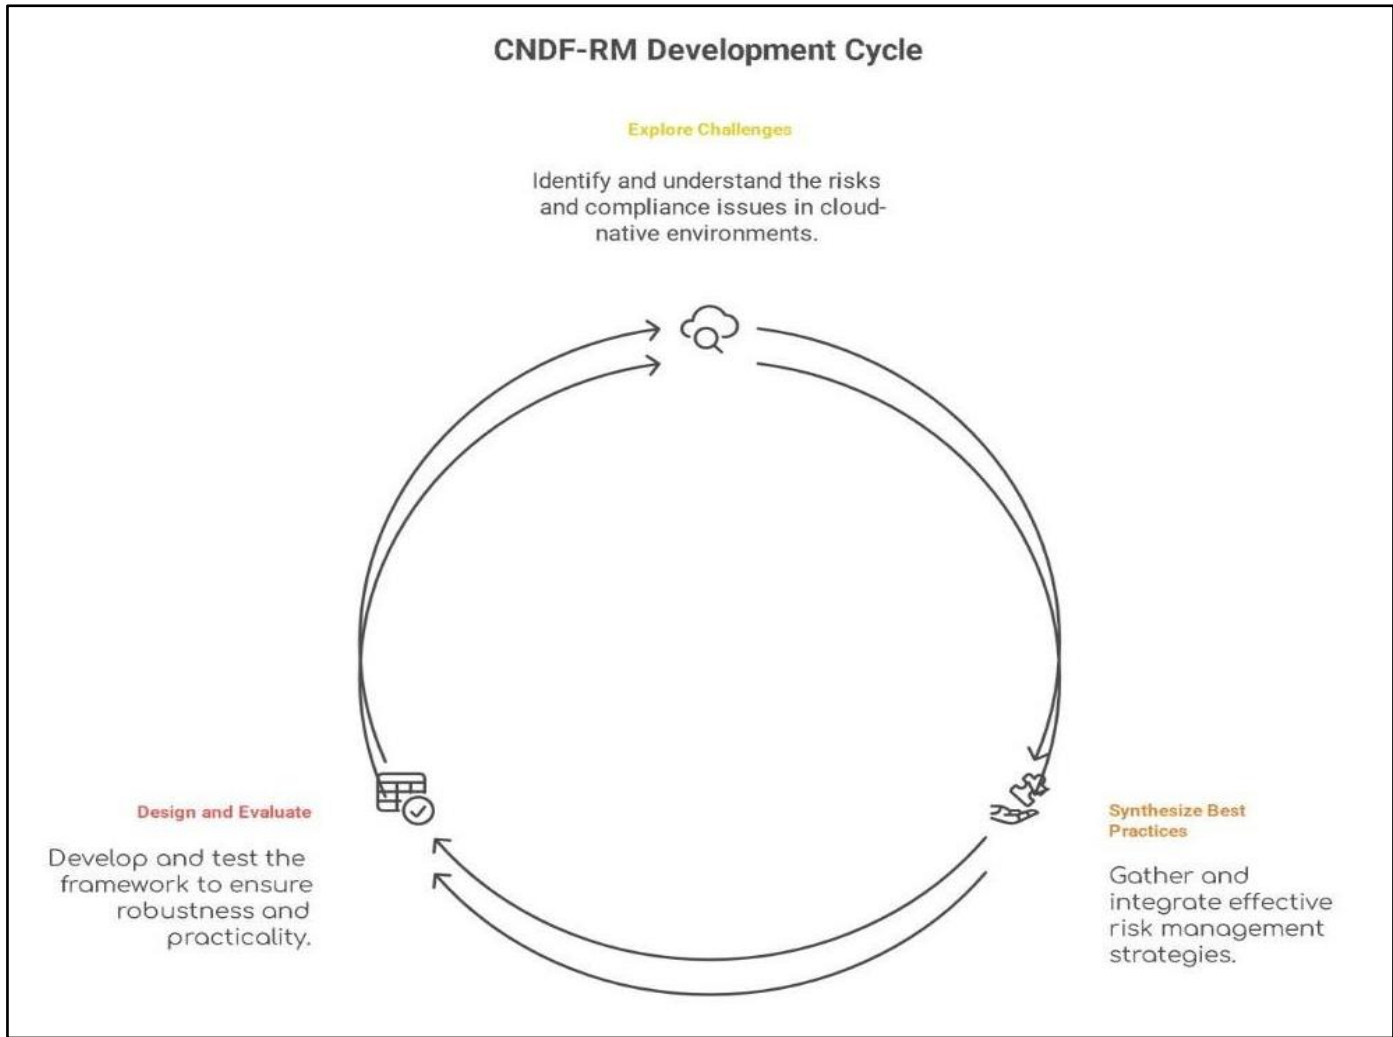 CNDF-RM Development Cycle
Explore Challenges
Identify and understand the risks
and compliance issues in cloud-
native environments.
Design and Evaluate
Develop and test the
framework to ensure
robustness and
practicality.
Synthesize Best
Practices
Gather and
integrate effective
risk management
strategies.